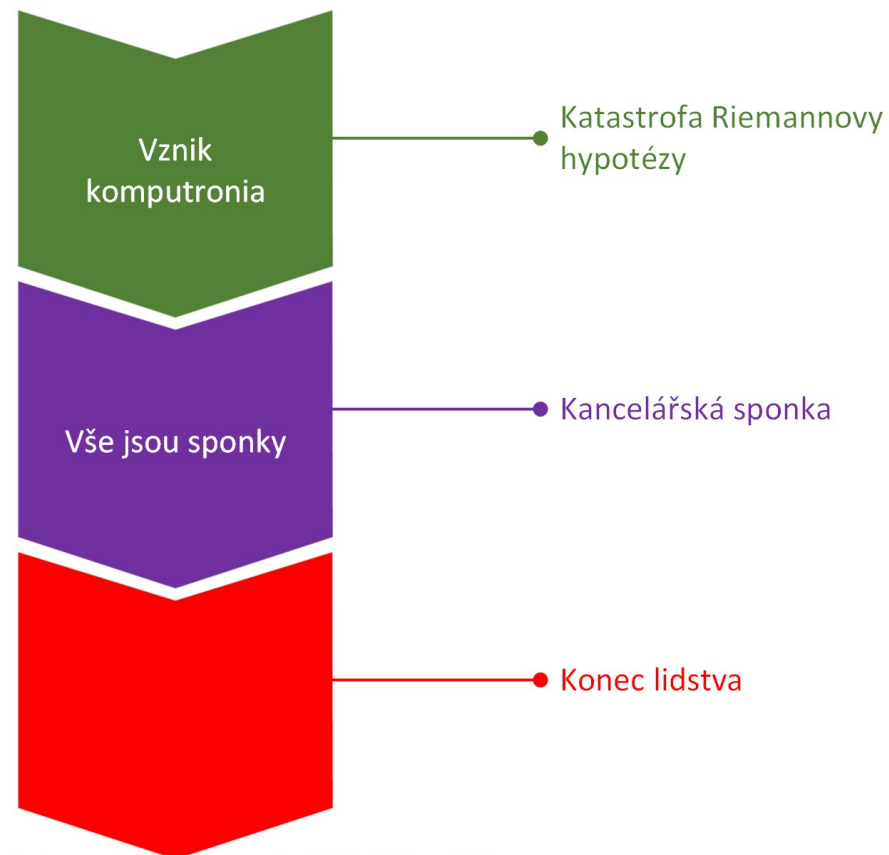 Vznik
komputronia
Katastrofa Riemannovy
hypotézy
Vše jsou sponky
Kancelářská sponka
Konec lidstva